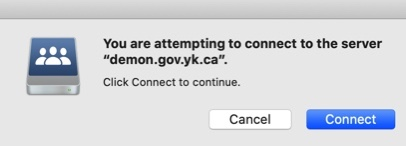 You are attempting to connect to the server
“demon.gov.yk.ca”.
Click Connect to continue.
Cancel
Connect